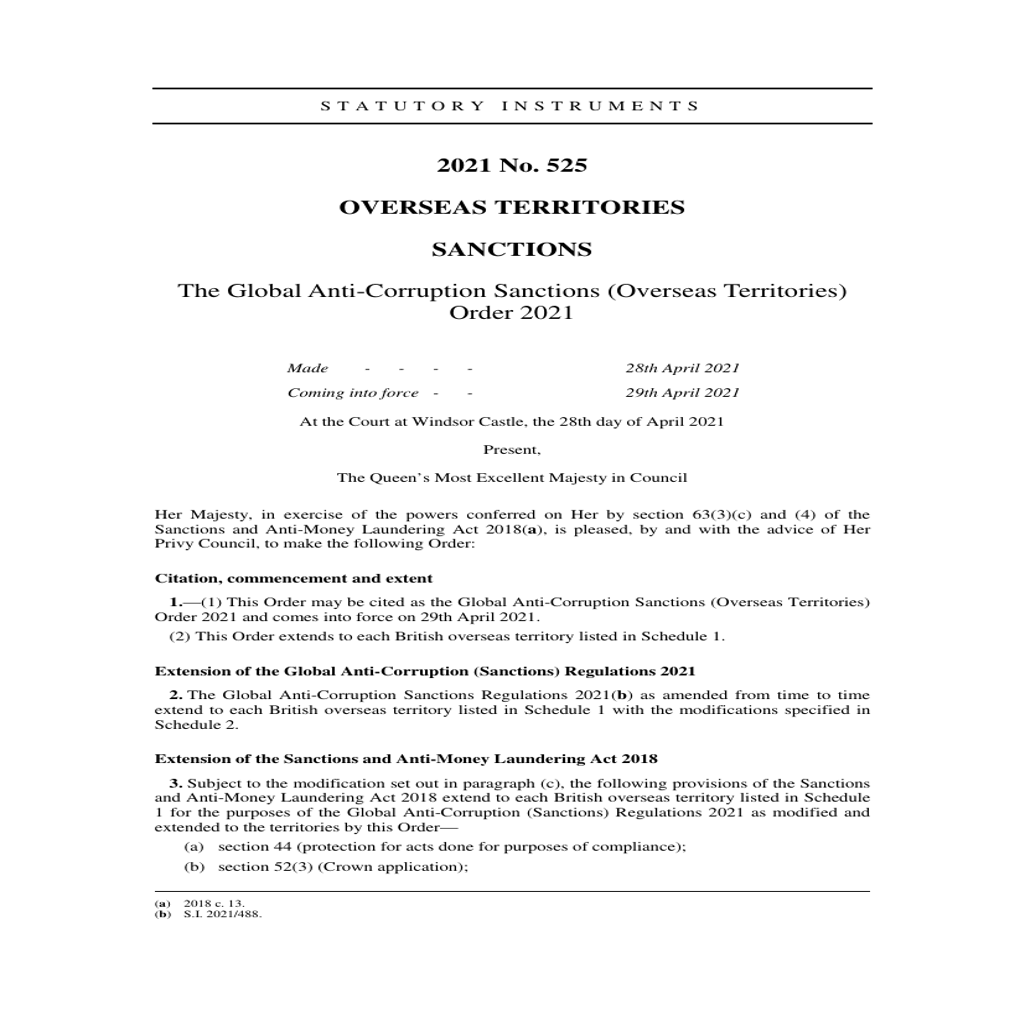 STATUTORY INSTRUMENTS
2021 No. 525
OVERSEAS TERRITORIES
SANCTIONS
The Global Anti-Corruption Sanctions (Overseas Territories)
Order 2021
Made - - - - 28th April 2021
Coming into force - - 29th April 2021
At the Court at Windsor Castle, the 28th day of April 2021
Present,
The Queen's Most Excellent Majesty in Council
Her Majesty, in exercise of the powers conferred on Her by section 63(3)(c) and (4) of the
Sanctions and Anti-Money Laundering Act 2018(a), is pleased, by and with the advice of Her
Privy Council, to make the following Order:
Citation, commencement and extent
1.—(1) This Order may be cited as the Global Anti-Corruption Sanctions (Overseas Territories)
Order 2021 and comes into force on 29th April 2021.
(2) This Order extends to each British overseas territory listed in Schedule 1.
Extension of the Global Anti-Corruption (Sanctions) Regulations 2021
2. The Global Anti-Corruption Sanctions Regulations 2021(b) as amended from time to time
extend to each British overseas territory listed in Schedule 1 with the modifications specified in
Schedule 2.
Extension of the Sanctions and Anti-Money Laundering Act 2018
3. Subject to the modification set out in paragraph (c), the following provisions of the Sanctions
and Anti-Money Laundering Act 2018 extend to each British overseas territory listed in Schedule
1 for the purposes of the Global Anti-Corruption (Sanctions) Regulations 2021 as modified and
extended to the territories by this Order—
(a) section 44 (protection for acts done for purposes of compliance);
(b) section 52(3) (Crown application);
(a) 2018 c. 13.
(b) S.I. 2021/488.